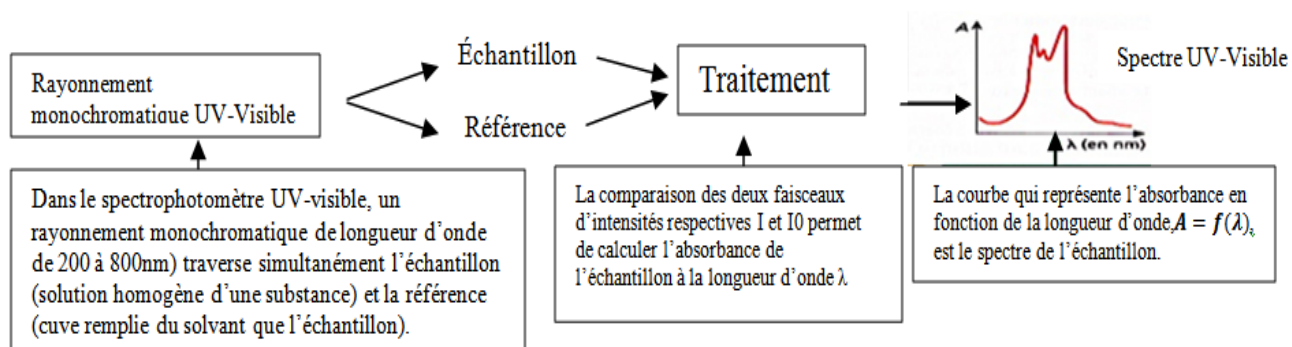 Rayonnement
monochromatique UV-Visible
Échantillon
Référence
Traitement
A
λ (en nm)
Spectre UV-Visible
Dans le spectrophotomètre UV-visible, un
rayonnement monochromatique de longueur d'onde
de 200 à 800nm) traverse simultanément l'échantillon
(solution homogène d'une substance) et la référence
(cuve remplie du solvant que l'échantillon).
La comparaison des deux faisceaux
d'intensités respectives I et I0 permet
de calculer l'absorbance de
l'échantillon à la longueur d'onde λ
La courbe qui représente l'absorbance en
fonction de la longueur d'onde,A = f(λ),
est le spectre de l'échantillon.